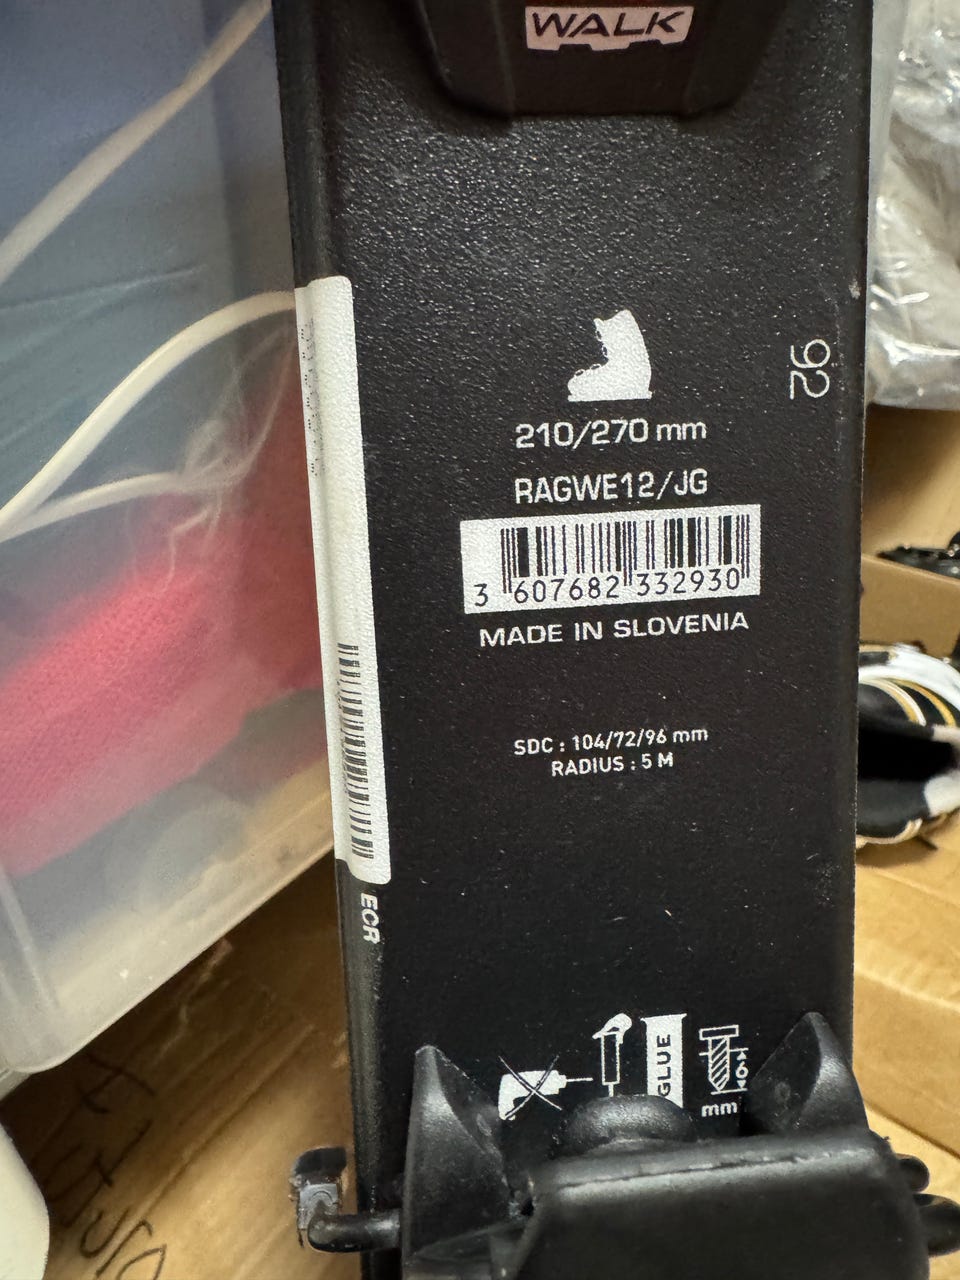 WALK
92
210/270 mm
RAGWE12/JG
3 607682 332930
MADE IN SLOVENIA
SDC : 104/72/96 mm
RADIUS : 5 M
ECR
GLUE
6
mm